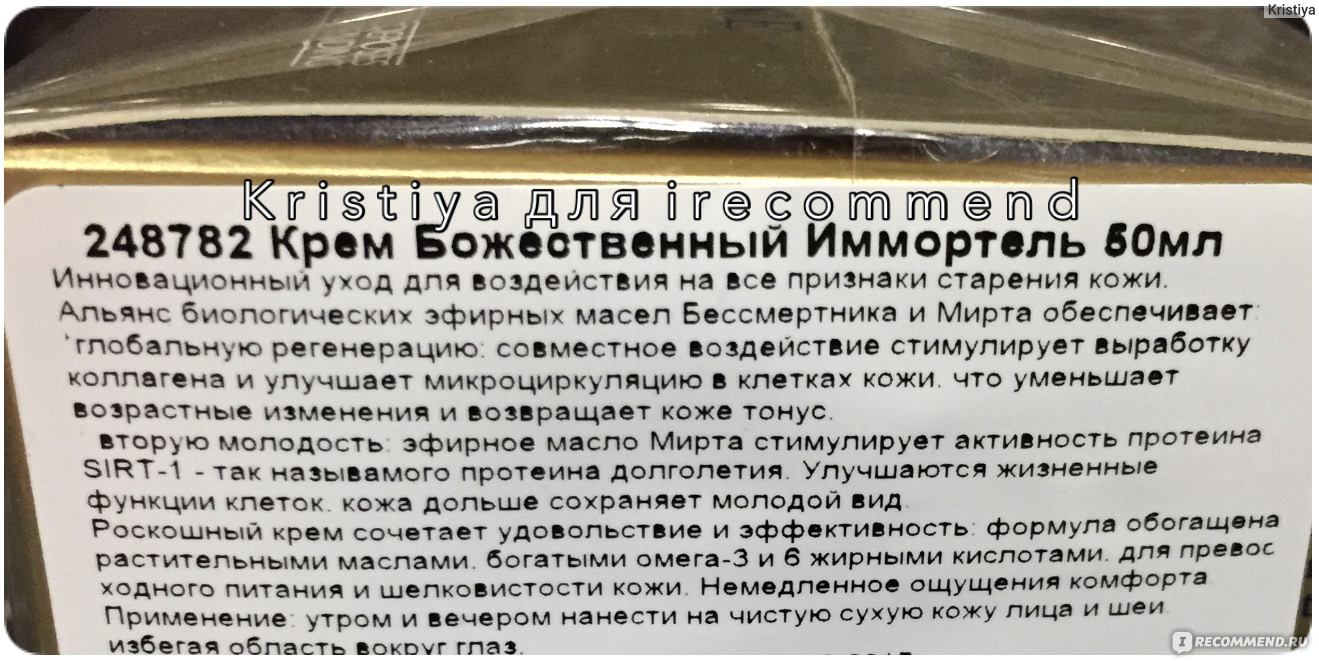 Kristiya
Kristiya для irecommend
248782 Крем Божественный Иммортель 50мл
Инновационный уход для воздействия на все признаки старения кожи.
Альянс биологических эфирных масел Бессмертника и Мирта обеспечивает:
глобальную регенерацию: совместное воздействие стимулирует выработку
коллагена и улучшает микроциркуляцию в клетках кожи, что уменьшает
возрастные изменения и возвращает коже тонус.
вторую молодость: эфирное масло Мирта стимулирует активность протеина
SIRT-1 - так называмого протеина долголетия. Улучшаются жизненные
функции клеток, кожа дольше сохраняет молодой вид.
Роскошный крем сочетает удовольствие и эффективность: формула обогащена
растительными маслами, богатыми омега-3 и 6 жирными кислотами, для превос
ходного питания и шелковистости кожи. Немедленное ощущения комфорта
Применение: утром и вечером нанести на чистую сухую кожу лица и шеи
избегая область вокруг глаз.
IRECOMMEND.RU